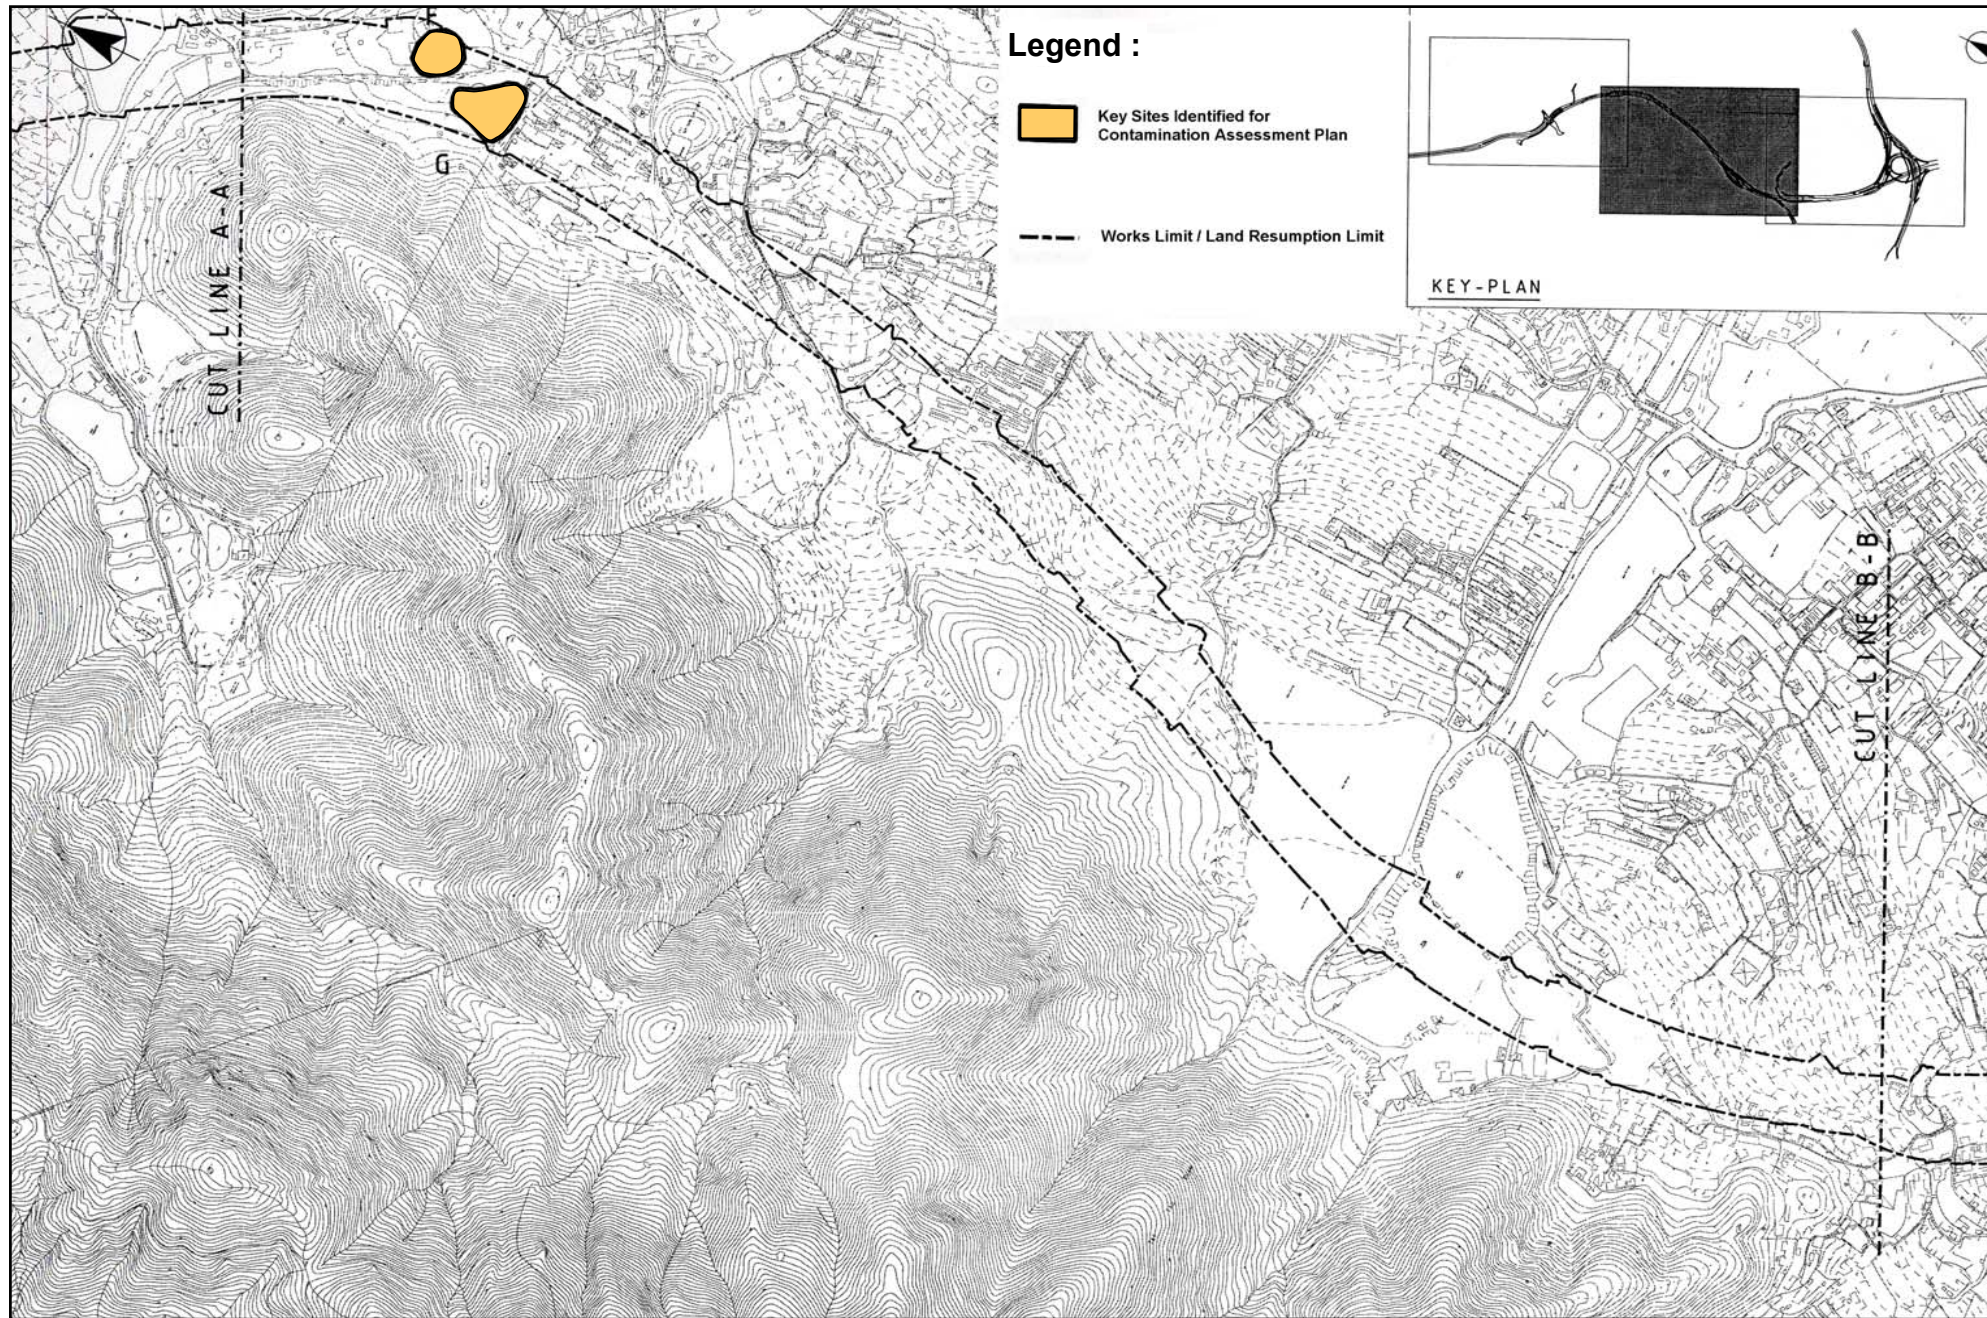 Legend :
Key Sites Identified for
Contamination Assessment Plan
Works Limit / Land Resumption Limit
KEY-PLAN
G
CUT LINE A-A
CUT LINE B-B